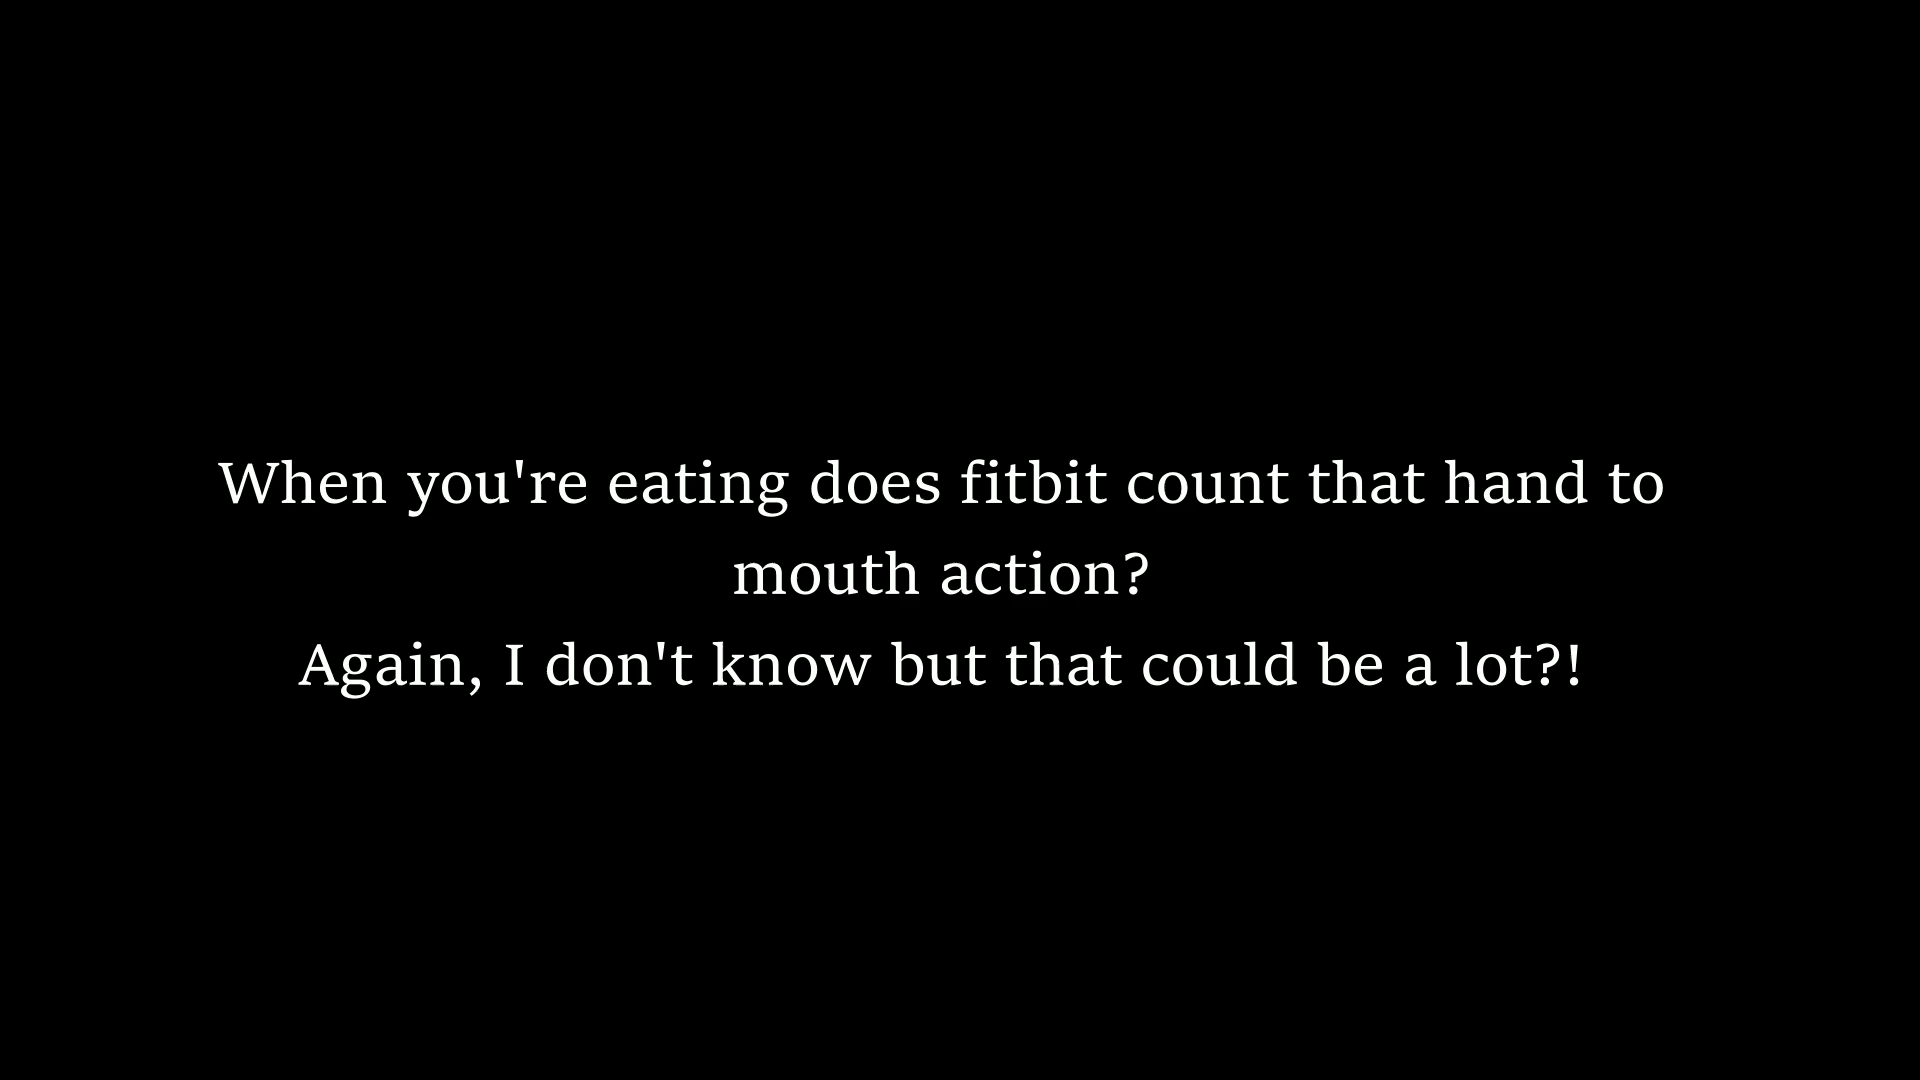 When you're eating does fitbit count that hand to
mouth action?
Again, I don't know but that could be a lot?!